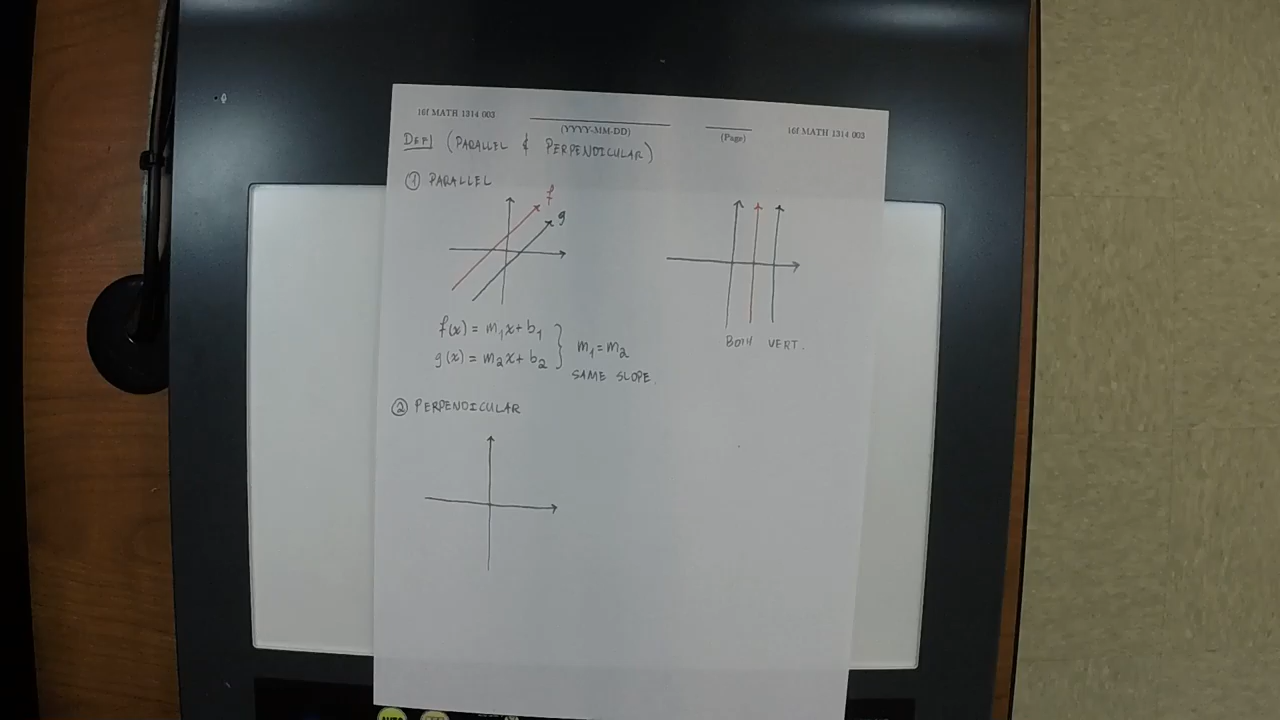 16f MATH 1314 003
(YYYY-MM-DD)
(Page)
16f MATH 1314 003
DEF] (PARALLEL & PERPENDICULAR)
① PARALLEL
f
g
f(x) = m₁x + b₁
g(x) = m₂x + b₂
m₁ = m₂
SAME SLOPE.
BOTH VERT.
② PERPENDICULAR